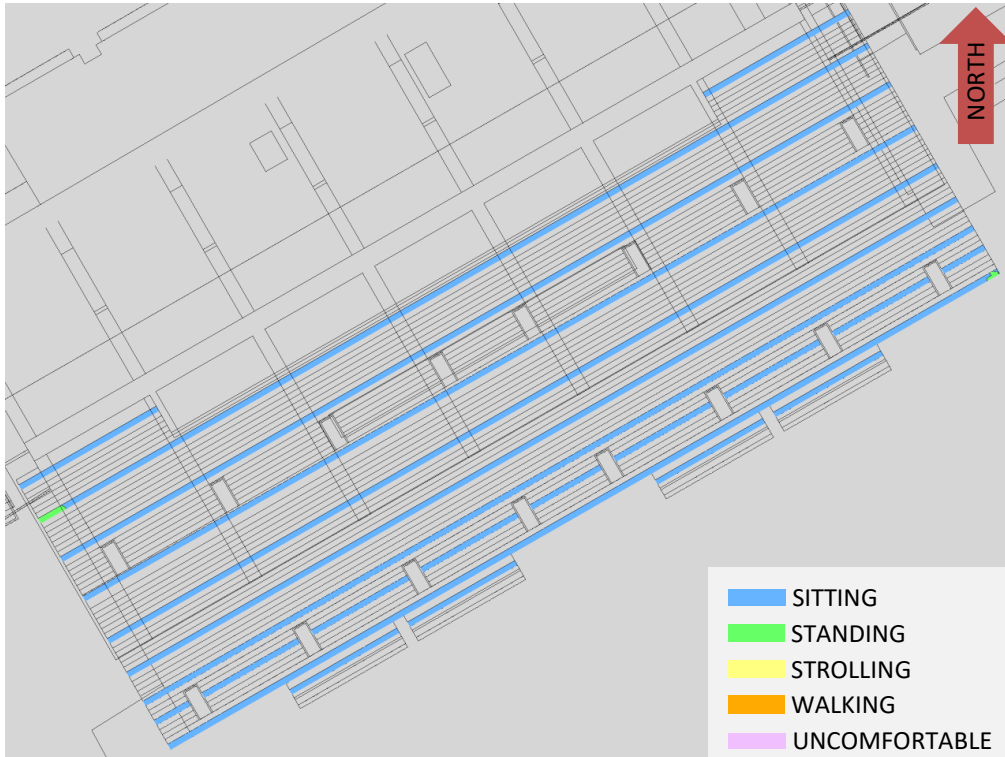 NORTH
SITTING
STANDING
STROLLING
WALKING
UNCOMFORTABLE